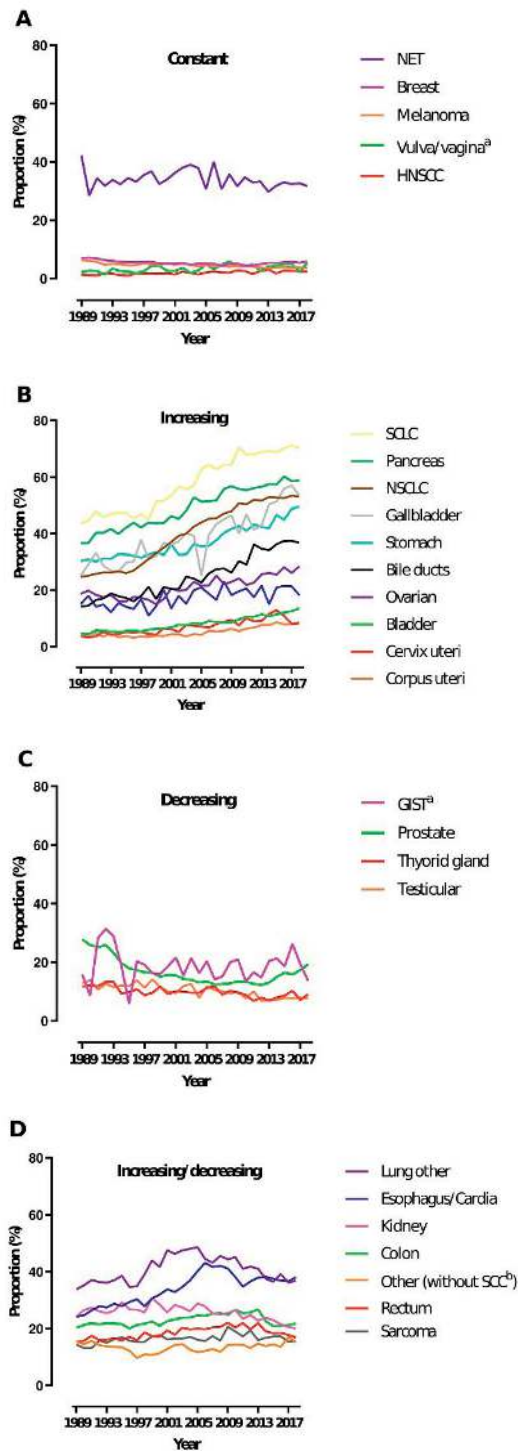 A
Constant
Proportion (%)
80
60
40
20
0
1989 1993 1997 2001 2005 2009 2013 2017
Year
NET
Breast
Melanoma
Vulva/vaginaᵃ
HNSCC
B
Increasing
Proportion (%)
80
60
40
20
0
1989 1993 1997 2001 2005 2009 2013 2017
Year
SCLC
Pancreas
NSCLC
Gallbladder
Stomach
Bile ducts
Ovarian
Bladder
Cervix uteri
Corpus uteri
C
Decreasing
Proportion (%)
80
60
40
20
0
1989 1993 1997 2001 2005 2009 2013 2017
Year
GISTᵃ
Prostate
Thyorid gland
Testicular
D
Increasing/decreasing
Proportion (%)
80
60
40
20
0
1989 1993 1997 2001 2005 2009 2013 2017
Year
Lung other
Esophagus/Cardia
Kidney
Colon
Other (without SCCᵇ)
Rectum
Sarcoma